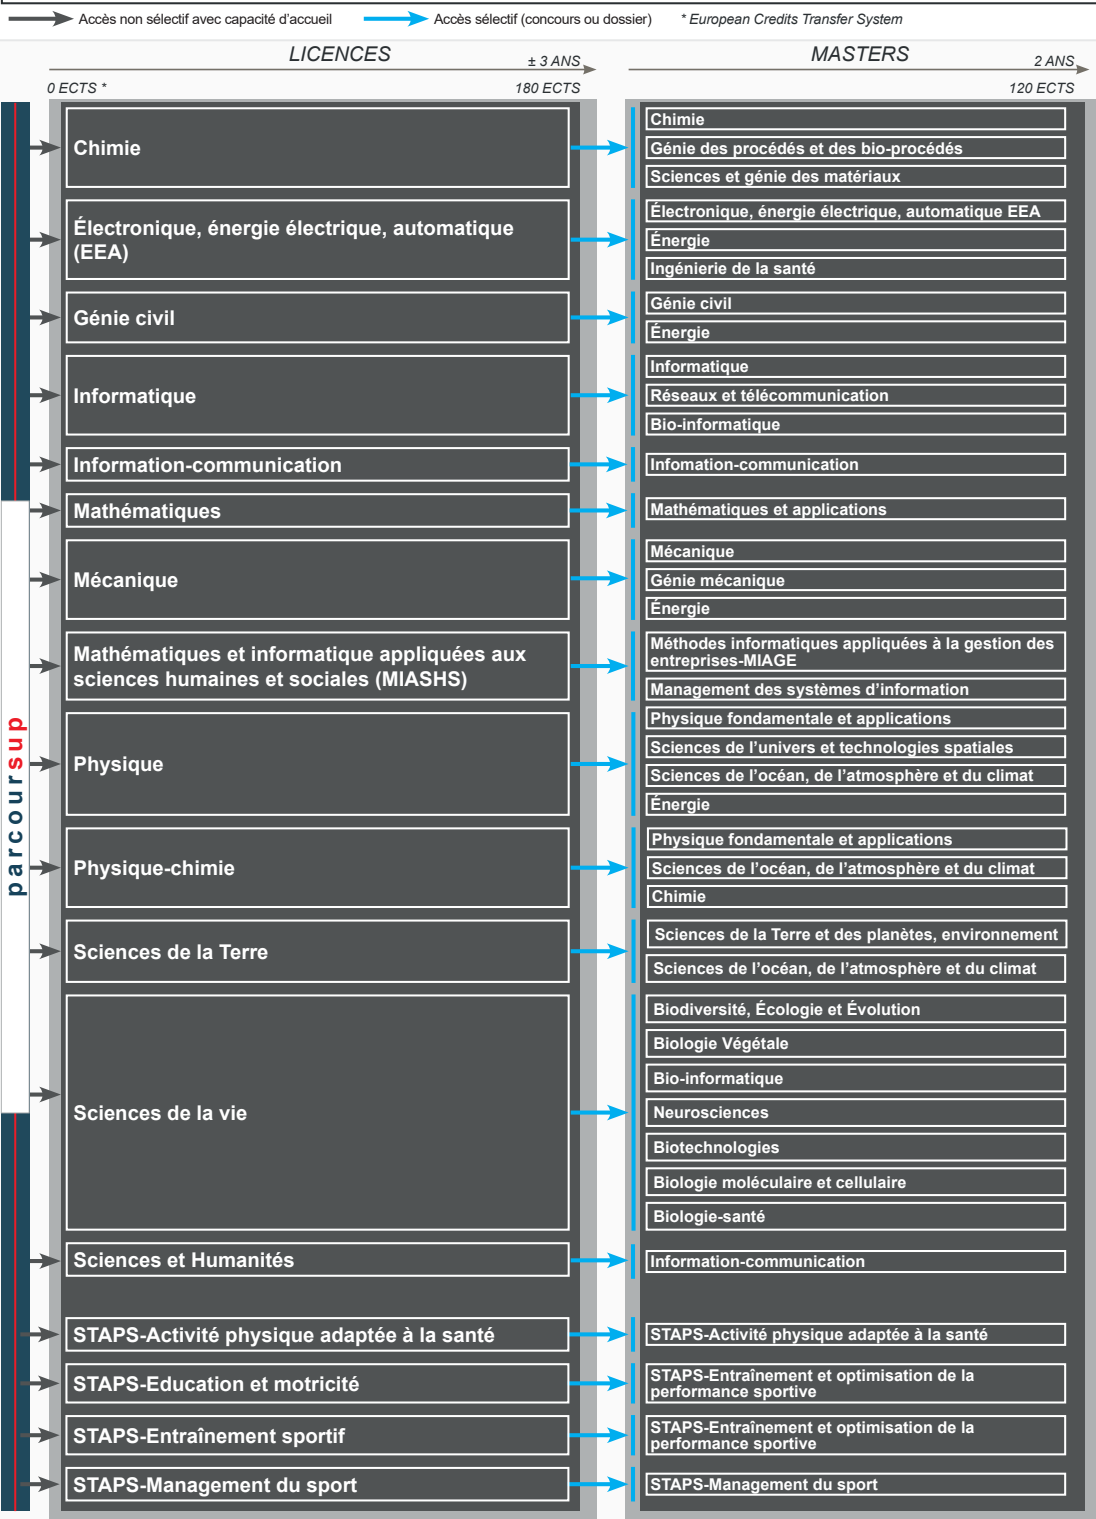 Accès non sélectif avec capacité d’accueil
Accès sélectif (concours ou dossier)
* European Credits Transfer System
LICENCES
± 3 ANS
MASTERS
2 ANS
0 ECTS *
180 ECTS
120 ECTS
parcoursup
Chimie
Chimie
Génie des procédés et des bio-procédés
Sciences et génie des matériaux
Électronique, énergie électrique, automatique
(EEA)
Électronique, énergie électrique, automatique EEA
Énergie
Ingénierie de la santé
Génie civil
Génie civil
Énergie
Informatique
Informatique
Réseaux et télécommunication
Bio-informatique
Information-communication
Infomation-communication
Mathématiques
Mathématiques et applications
Mécanique
Mécanique
Génie mécanique
Énergie
Mathématiques et informatique appliquées aux
sciences humaines et sociales (MIASHS)
Méthodes informatiques appliquées à la gestion des
entreprises-MIAGE
Management des systèmes d’information
Physique
Physique fondamentale et applications
Sciences de l’univers et technologies spatiales
Sciences de l’océan, de l’atmosphère et du climat
Énergie
Physique-chimie
Physique fondamentale et applications
Sciences de l’océan, de l’atmosphère et du climat
Chimie
Sciences de la Terre
Sciences de la Terre et des planètes, environnement
Sciences de l’océan, de l’atmosphère et du climat
Sciences de la vie
Biodiversité, Écologie et Évolution
Biologie Végétale
Bio-informatique
Neurosciences
Biotechnologies
Biologie moléculaire et cellulaire
Biologie-santé
Sciences et Humanités
Information-communication
STAPS-Activité physique adaptée à la santé
STAPS-Activité physique adaptée à la santé
STAPS-Education et motricité
STAPS-Entraînement et optimisation de la
performance sportive
STAPS-Entraînement sportif
STAPS-Entraînement et optimisation de la
performance sportive
STAPS-Management du sport
STAPS-Management du sport